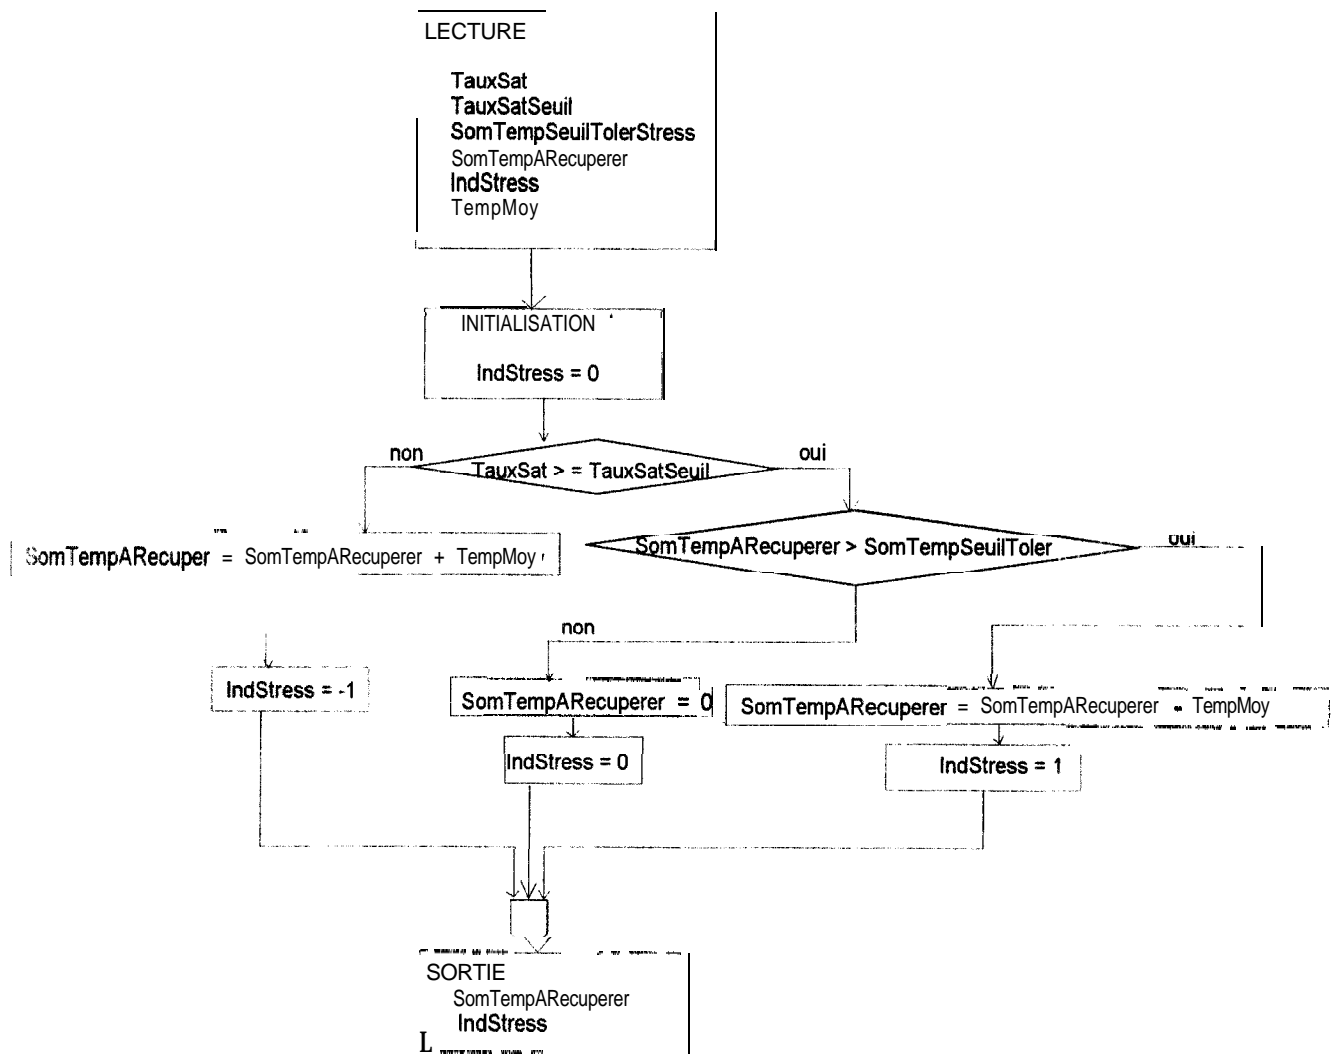 LECTURE
TauxSat
TauxSatSeuil
SomTempSeuilTolerStress
SomTempARecuperer
IndStress
TempMoy
INITIALISATION
IndStress = 0
non
TauxSat > = TauxSatSeuil
oui
SomTempARecuper = SomTempARecuperer + TempMoy
SomTempARecuperer > SomTempSeuilToler
oui
non
IndStress = -1
SomTempARecuperer = 0
SomTempARecuperer = SomTempARecuperer - TempMoy
IndStress = 0
IndStress = 1
SORTIE
SomTempARecuperer
IndStress